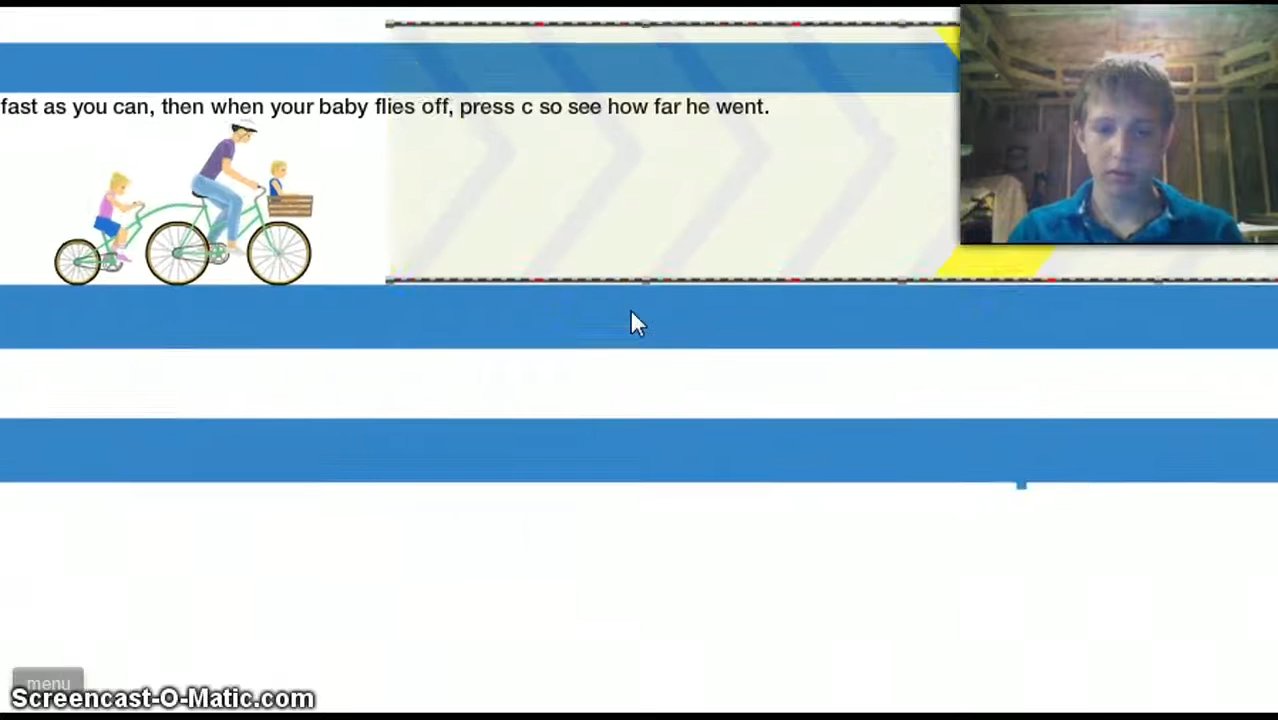 fast as you can, then when your baby flies off, press c so see how far he went.
menu
Screencast-O-Matic.com